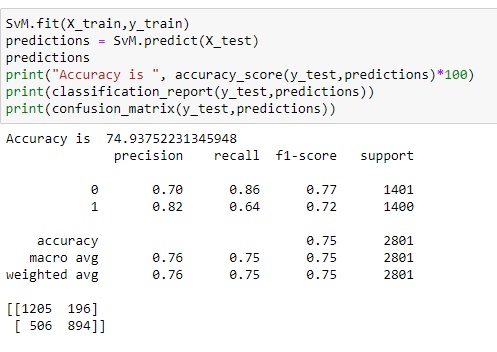 SvM.fit(X_train,y_train)
predictions = SvM.predict(X_test)
predictions
print("Accuracy is ", accuracy_score(y_test,predictions)*100)
print(classification_report(y_test,predictions))
print(confusion_matrix(y_test,predictions))
Accuracy is  74.93752231345948
              precision    recall  f1-score   support

           0       0.70      0.86      0.77      1401
           1       0.82      0.64      0.72      1400

    accuracy                           0.75      2801
   macro avg       0.76      0.75      0.75      2801
weighted avg       0.76      0.75      0.75      2801

[[1205  196]
 [ 506  894]]